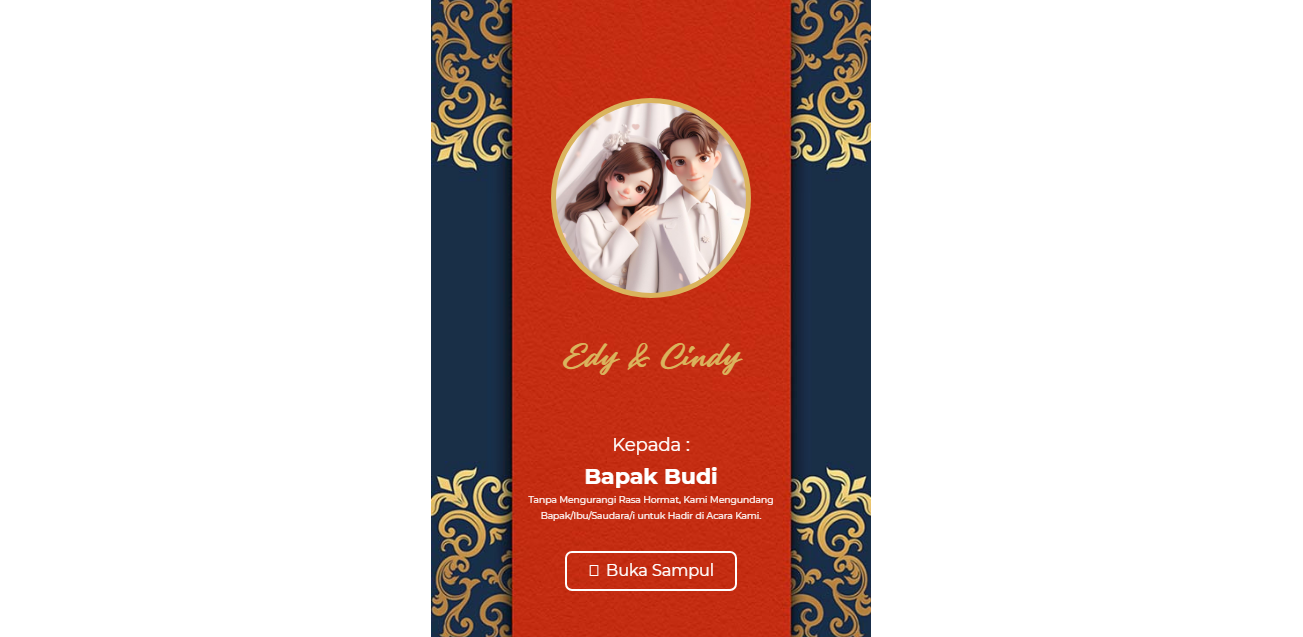 Edy & Cindy
Kepada :
Bapak Budi
Tanpa Mengurangi Rasa Hormat, Kami Mengundang
Bapak/Ibu/Saudara/i untuk Hadir di Acara Kami.
Buka Sampul